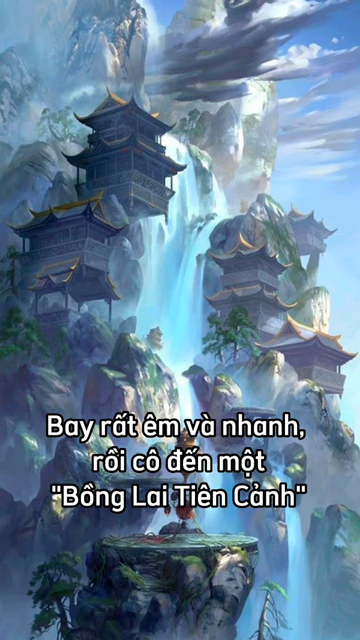 Bay rất êm và nhanh,
rồi cô đến một
"Bồng Lai Tiên Cảnh"